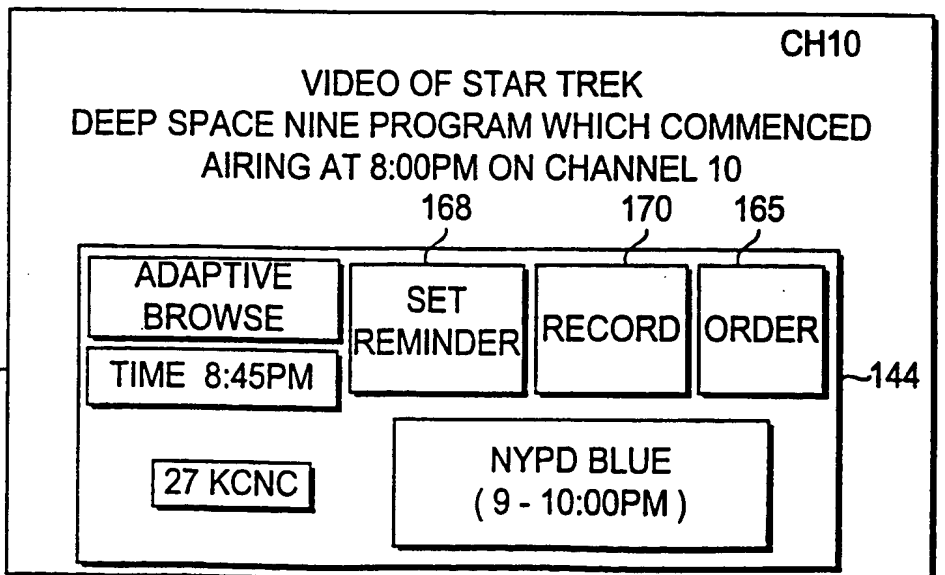 CH10
VIDEO OF STAR TREK
DEEP SPACE NINE PROGRAM WHICH COMMENCED
AIRING AT 8:00PM ON CHANNEL 10
168 170 165
ADAPTIVE
BROWSE
SET
REMINDER
RECORD
ORDER
TIME 8:45PM
144
27 KCNC
NYPD BLUE
( 9 - 10:00PM )